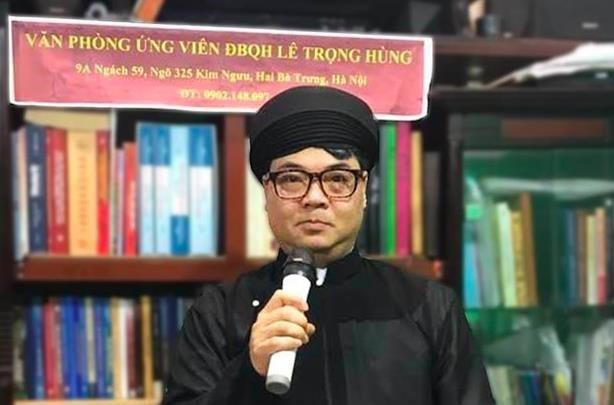 VĂN PHÒNG ỨNG VIÊN ĐBQH LÊ TRỌNG HÙNG
9A Ngách 59, Ngõ 325 Kim Ngưu, Hai Bà Trưng, Hà Nội
ĐT: 0902.148.097